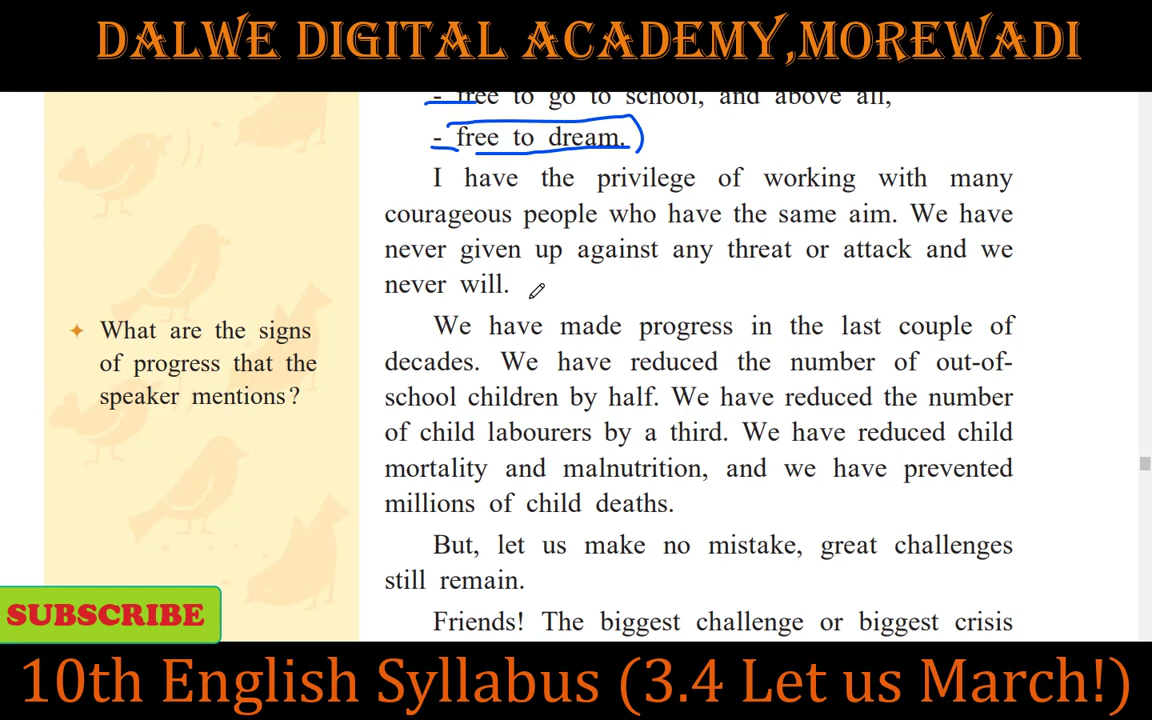 DALWE DIGITAL ACADEMY,MOREWADI
- free to go to school, and above all,
- free to dream.
I have the privilege of working with many
courageous people who have the same aim. We have
never given up against any threat or attack and we
never will.
✦ What are the signs
of progress that the
speaker mentions?
We have made progress in the last couple of
decades. We have reduced the number of out-of-
school children by half. We have reduced the number
of child labourers by a third. We have reduced child
mortality and malnutrition, and we have prevented
millions of child deaths.
But, let us make no mistake, great challenges
still remain.
Friends! The biggest challenge or biggest crisis
SUBSCRIBE
10th English Syllabus (3.4 Let us March!)